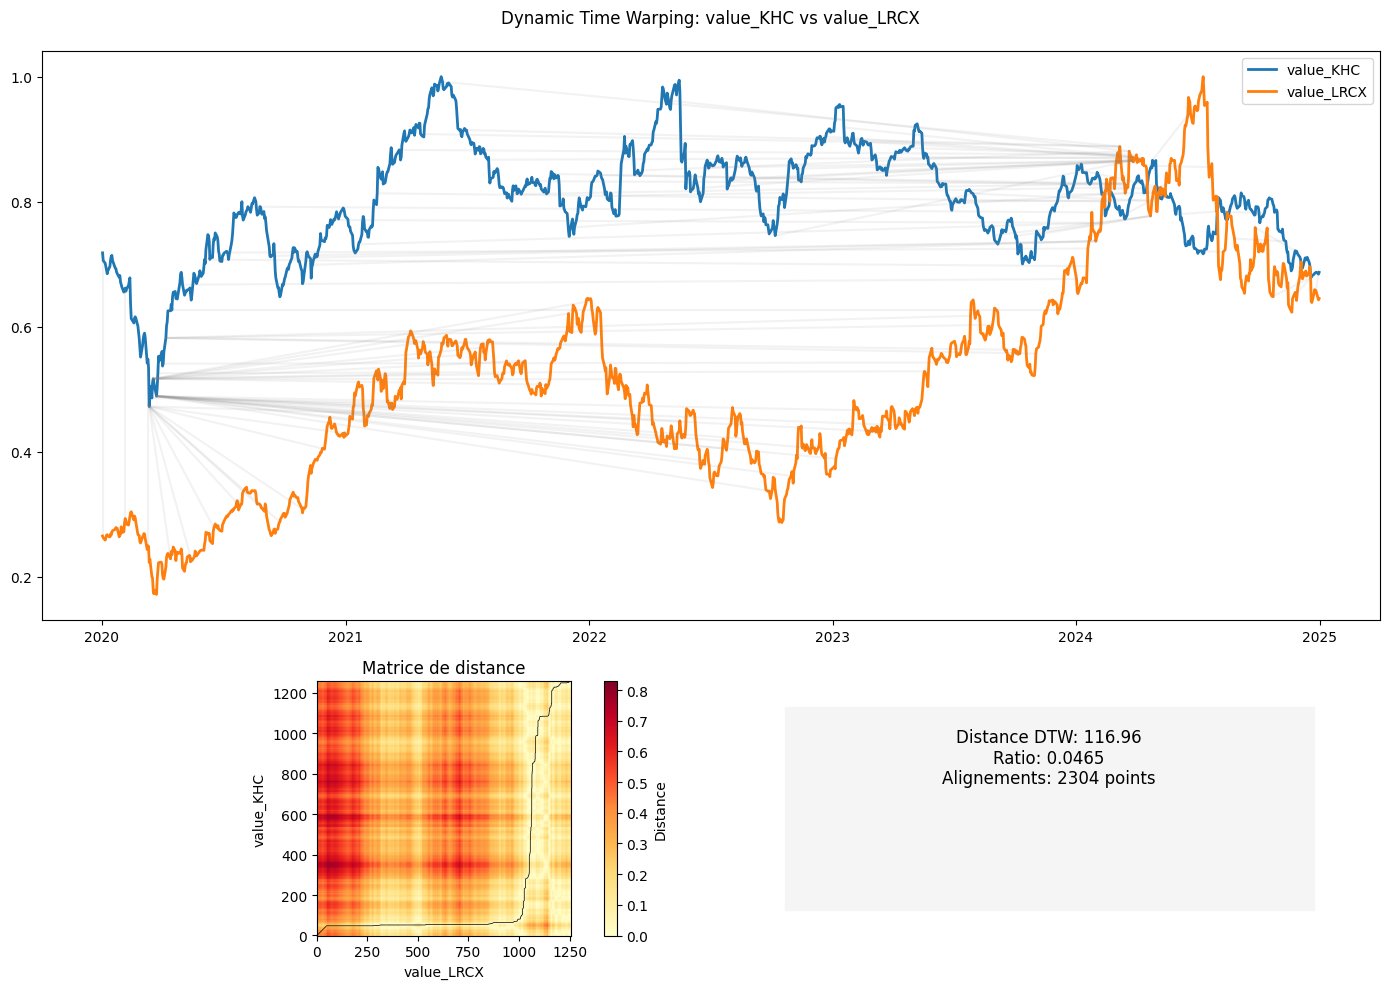 Dynamic Time Warping: value_KHC vs value_LRCX
value_KHC
value_LRCX
1.0
0.8
0.6
0.4
0.2
2020 2021 2022 2023 2024 2025
Matrice de distance
value_KHC
1200
1000
800
600
400
200
0
0 250 500 750 1000 1250
value_LRCX
0.8
0.7
0.6
0.5
0.4
0.3
0.2
0.1
0.0
Distance
Distance DTW: 116.96
Ratio: 0.0465
Alignements: 2304 points